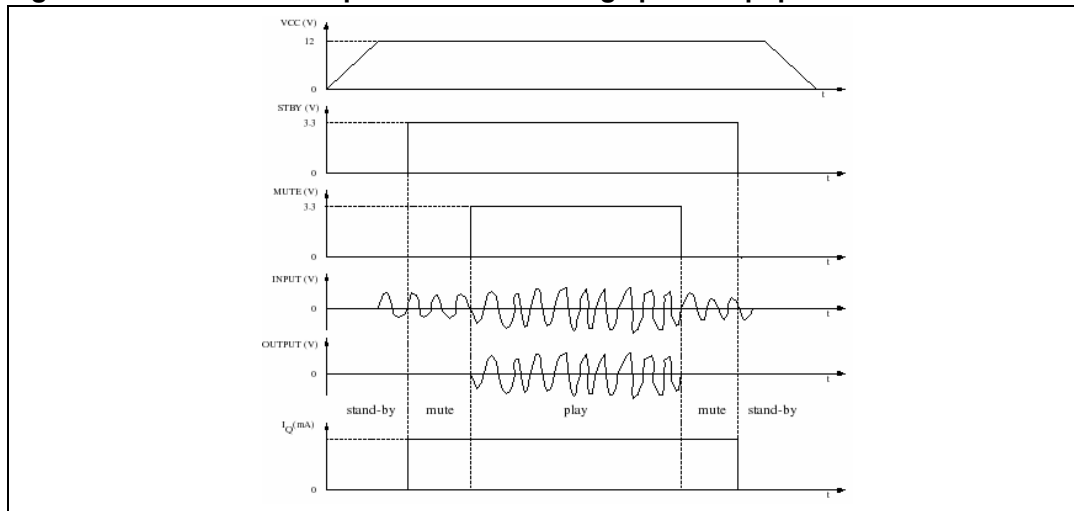 VCC (V)
12
0
t
STBY (V)
3.3
0
t
MUTE (V)
3.3
0
t
INPUT (V)
0
t
OUTPUT (V)
0
t
stand-by mute play mute stand-by
IQ(mA)
0
t